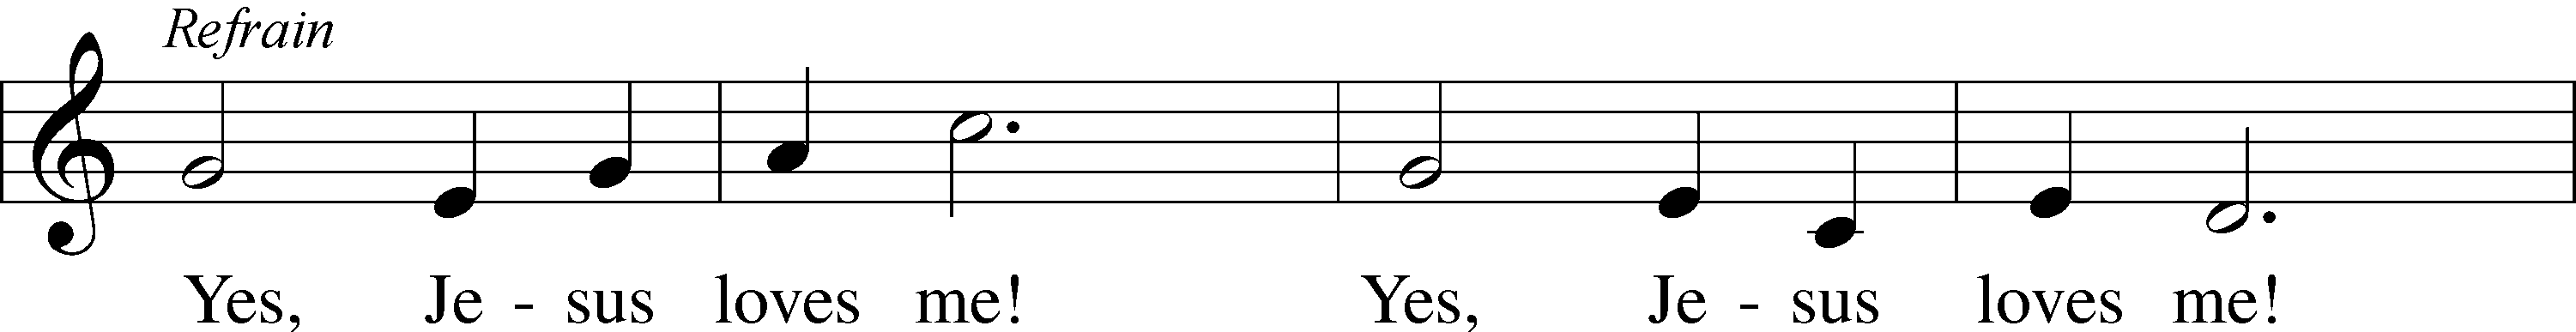 Refrain
Yes, Je - sus loves me! Yes, Je - sus loves me!